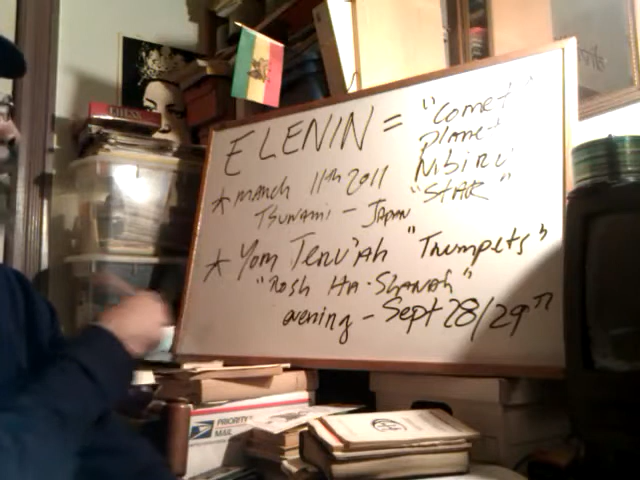 ELENIN = "Comet"
planet
Nibiru
"STAR"
* MARCH 11th 2011
TSUNAMI - JAPAN
* Yom Teru'ah "Trumpets"
"Rosh HA-Shanah"
evening - Sept 28/29th
PRIORITY
MAIL